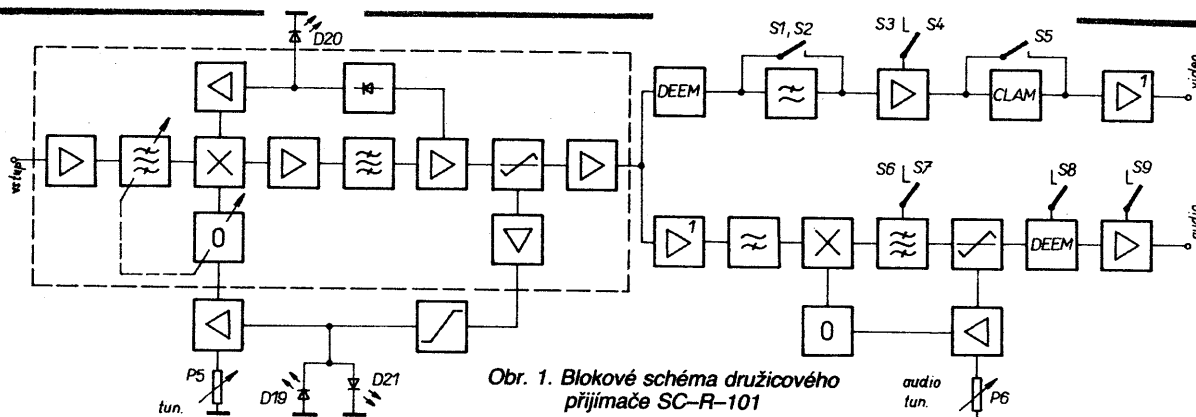 D20
S1, S2
S3 L S4
S5
DEEM
CLAM
1
video
vstup
0
S6 L S7
L S8
L S9
1
DEEM
audio
0
P5
tun.
D19
D21
audio
tun.
P6
Obr. 1. Blokové schéma družicového
přijímače SC–R–101